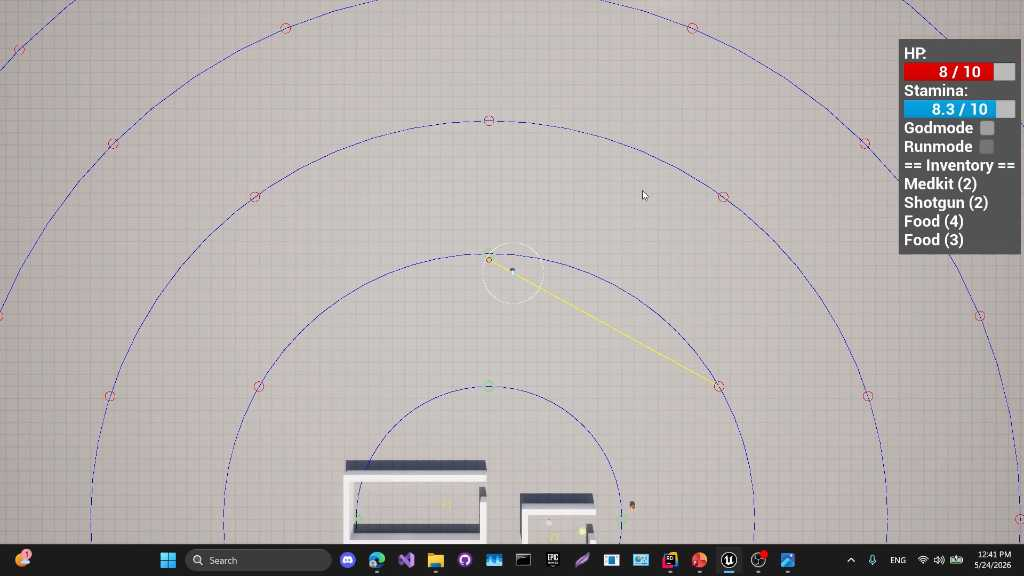 HP:
8 / 10
Stamina:
8.3 / 10
Godmode
Runmode
== Inventory ==
Medkit (2)
Shotgun (2)
Food (4)
Food (3)
Search
EPIC
ENG
12:41 PM
5/24/2026